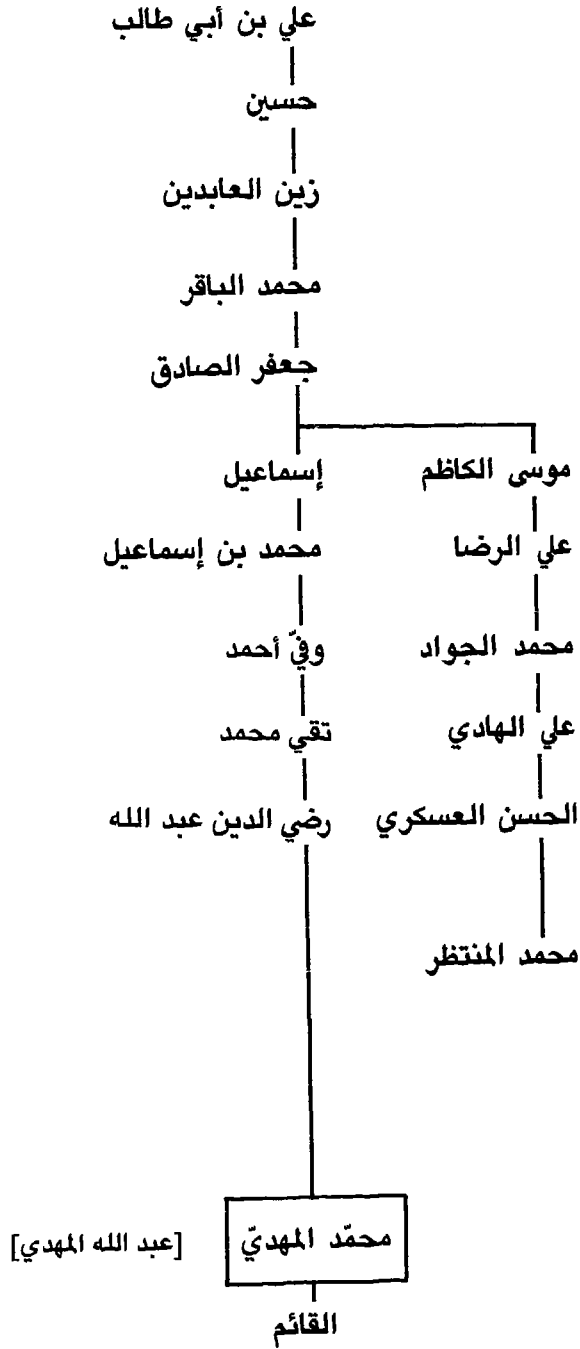 علي بن أبي طالب
حسين
زين العابدين
محمد الباقر
جعفر الصادق
موسى الكاظم إسماعيل
علي الرضا محمد بن إسماعيل
محمد الجواد وفيّ أحمد
علي الهادي تقي محمد
الحسن العسكري رضي الدين عبد الله
محمد المنتظر
محمّد المهديّ [عبد الله المهدي]
القائم